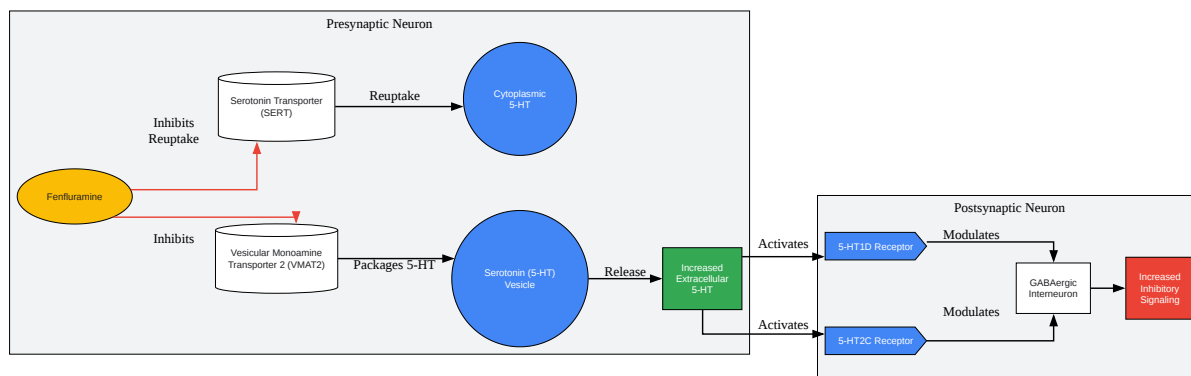 Presynaptic Neuron
Serotonin Transporter
(SERT)
Reuptake
Cytoplasmic
5-HT
Inhibits
Reuptake
Fenfluramine
Inhibits
Vesicular Monoamine
Transporter 2 (VMAT2)
Packages 5-HT
Serotonin (5-HT)
Vesicle
Release
Increased
Extracellular
5-HT
Activates
Activates
Postsynaptic Neuron
5-HT1D Receptor
Modulates
GABAergic
Interneuron
Increased
Inhibitory
Signaling
Modulates
5-HT2C Receptor